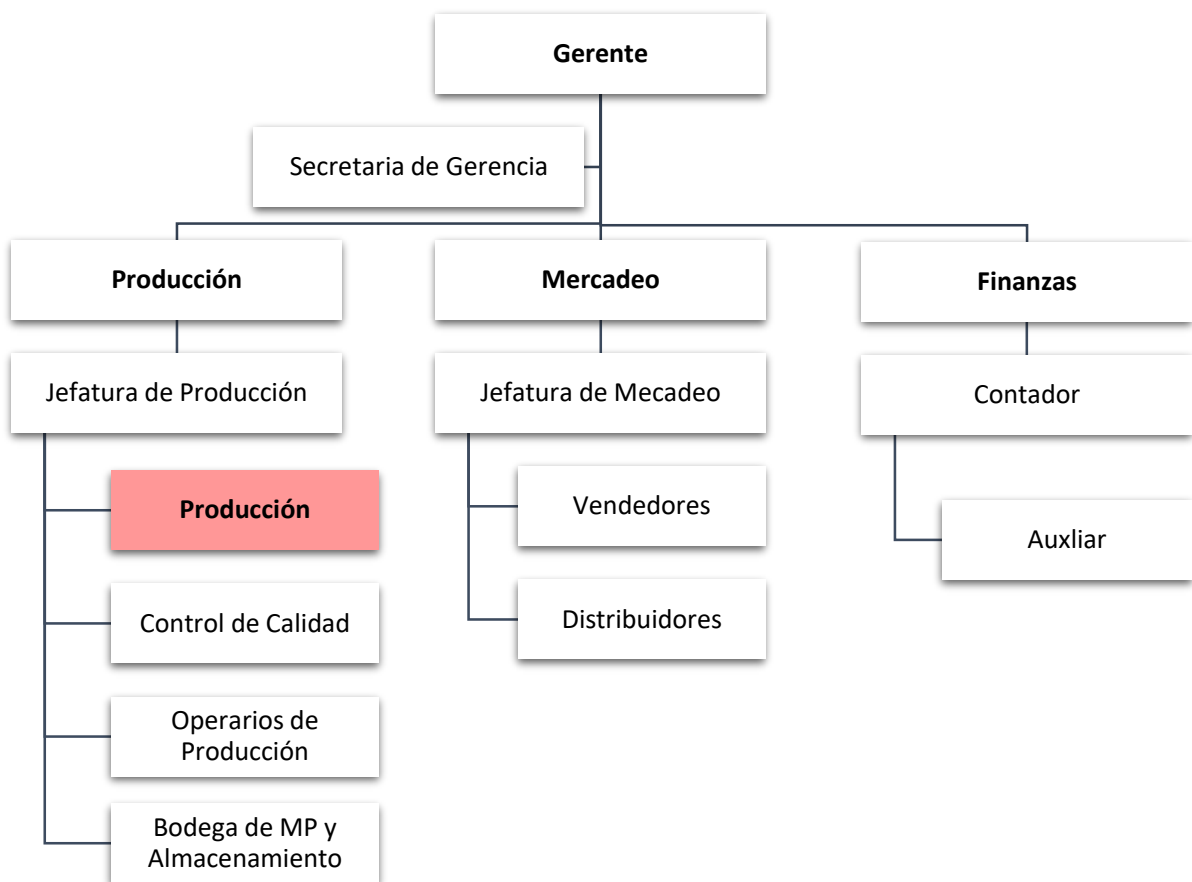 Gerente
Secretaria de Gerencia
Producción
Mercadeo
Finanzas
Jefatura de Producción
Jefatura de Mecadeo
Contador
Producción
Vendedores
Auxliar
Control de Calidad
Distribuidores
Operarios de
Producción
Bodega de MP y
Almacenamiento